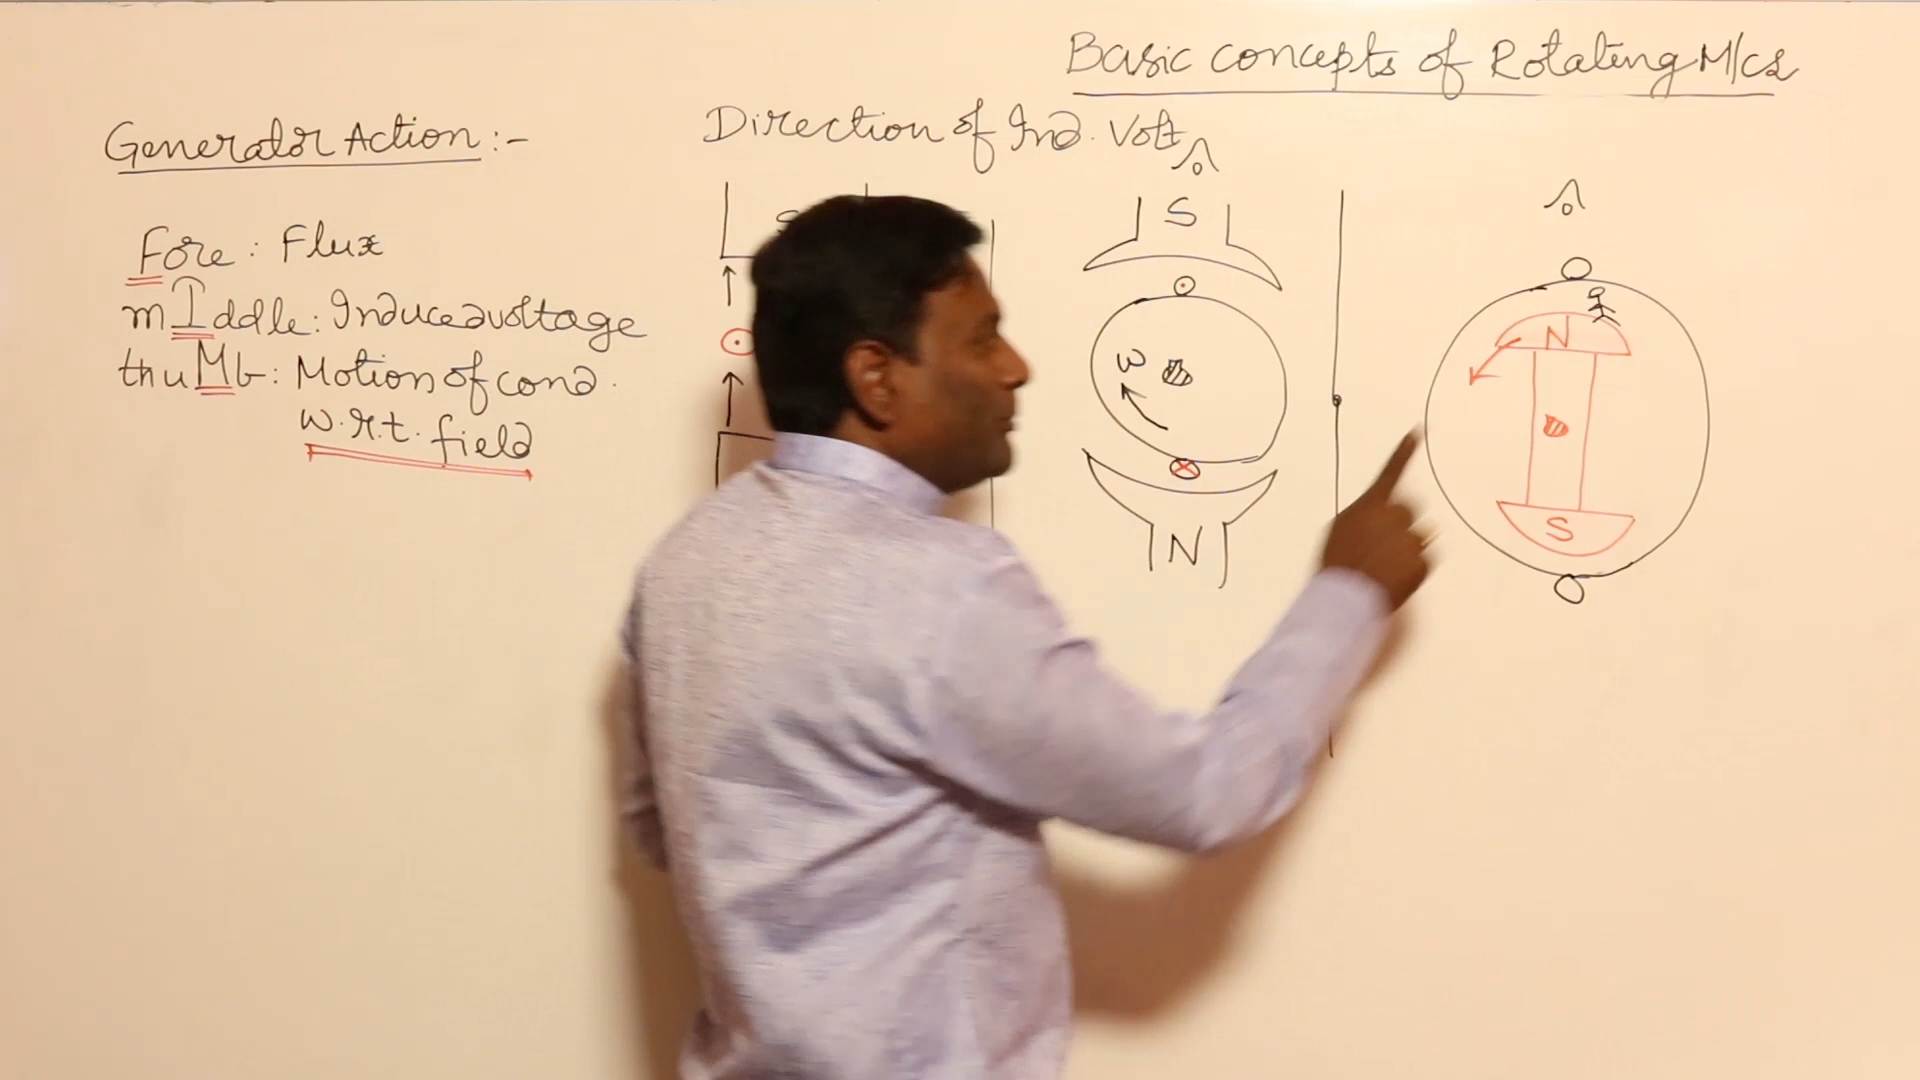 Basic concepts of Rotating M/cs
Generator Action :-
Direction of Ind. Volt
Fore : Flux
mIddle : Induced voltage
thuMb : Motion of cond.
w.r.t. field
S
S
ω
N
N
S